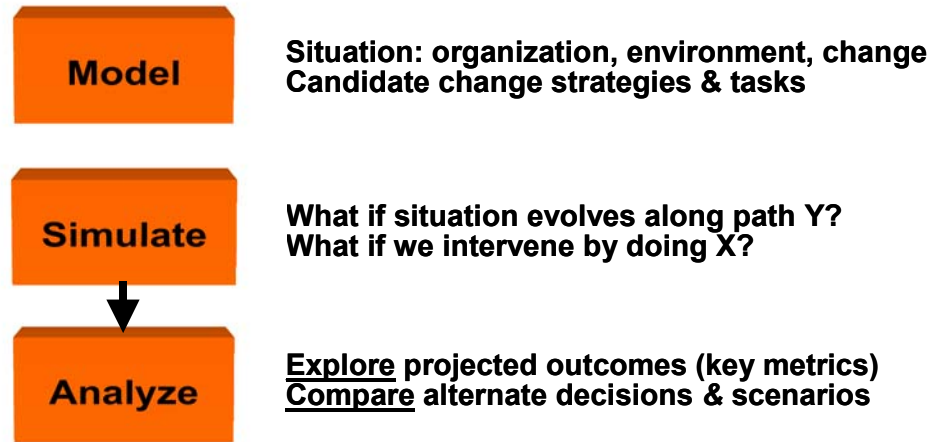 Model
Situation: organization, environment, change
Candidate change strategies & tasks
Simulate
What if situation evolves along path Y?
What if we intervene by doing X?
Analyze
Explore projected outcomes (key metrics)
Compare alternate decisions & scenarios